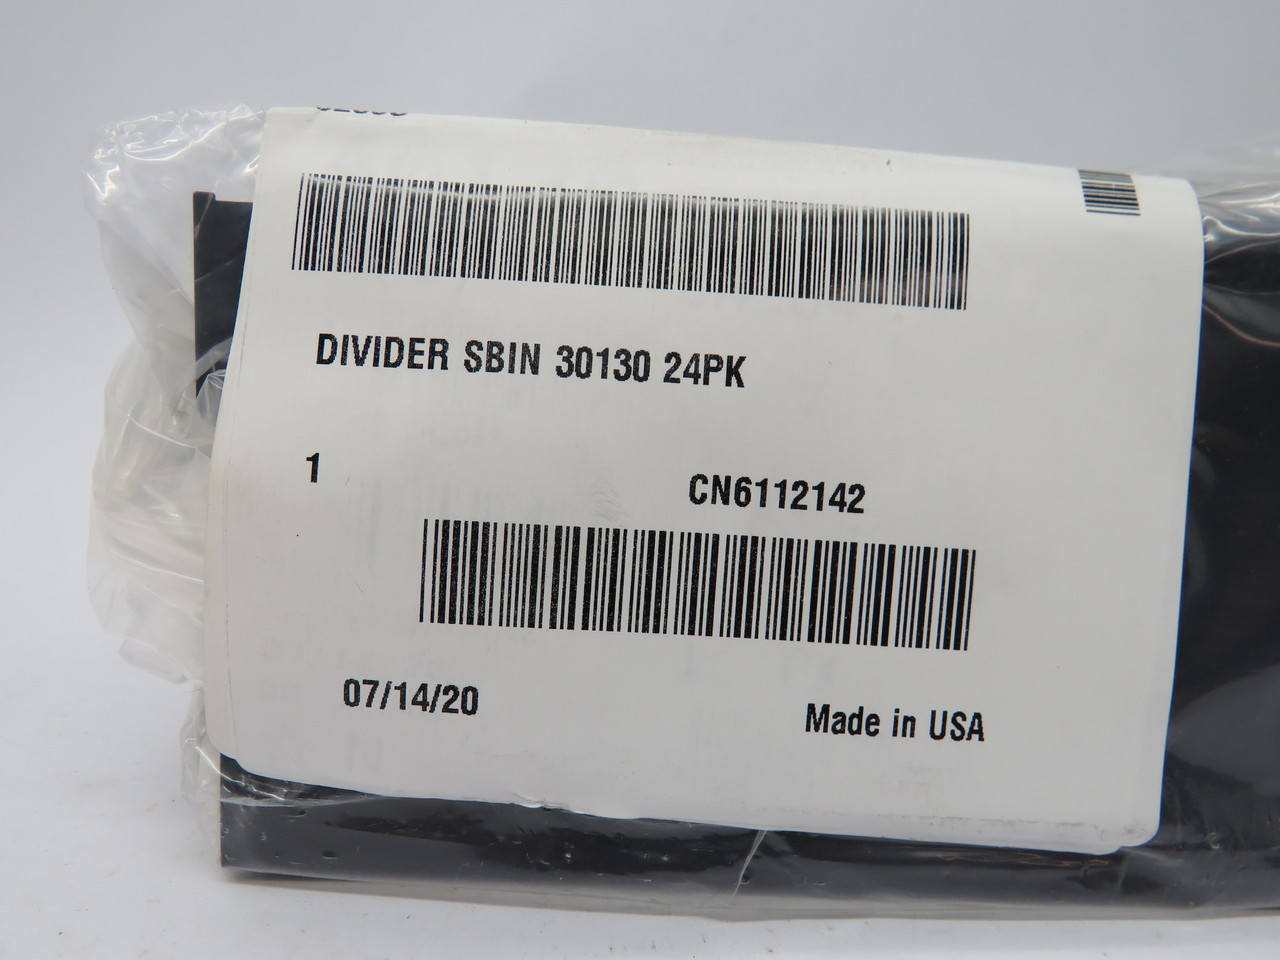 DIVIDER SBIN 30130 24PK
1
CN6112142
07/14/20
Made in USA